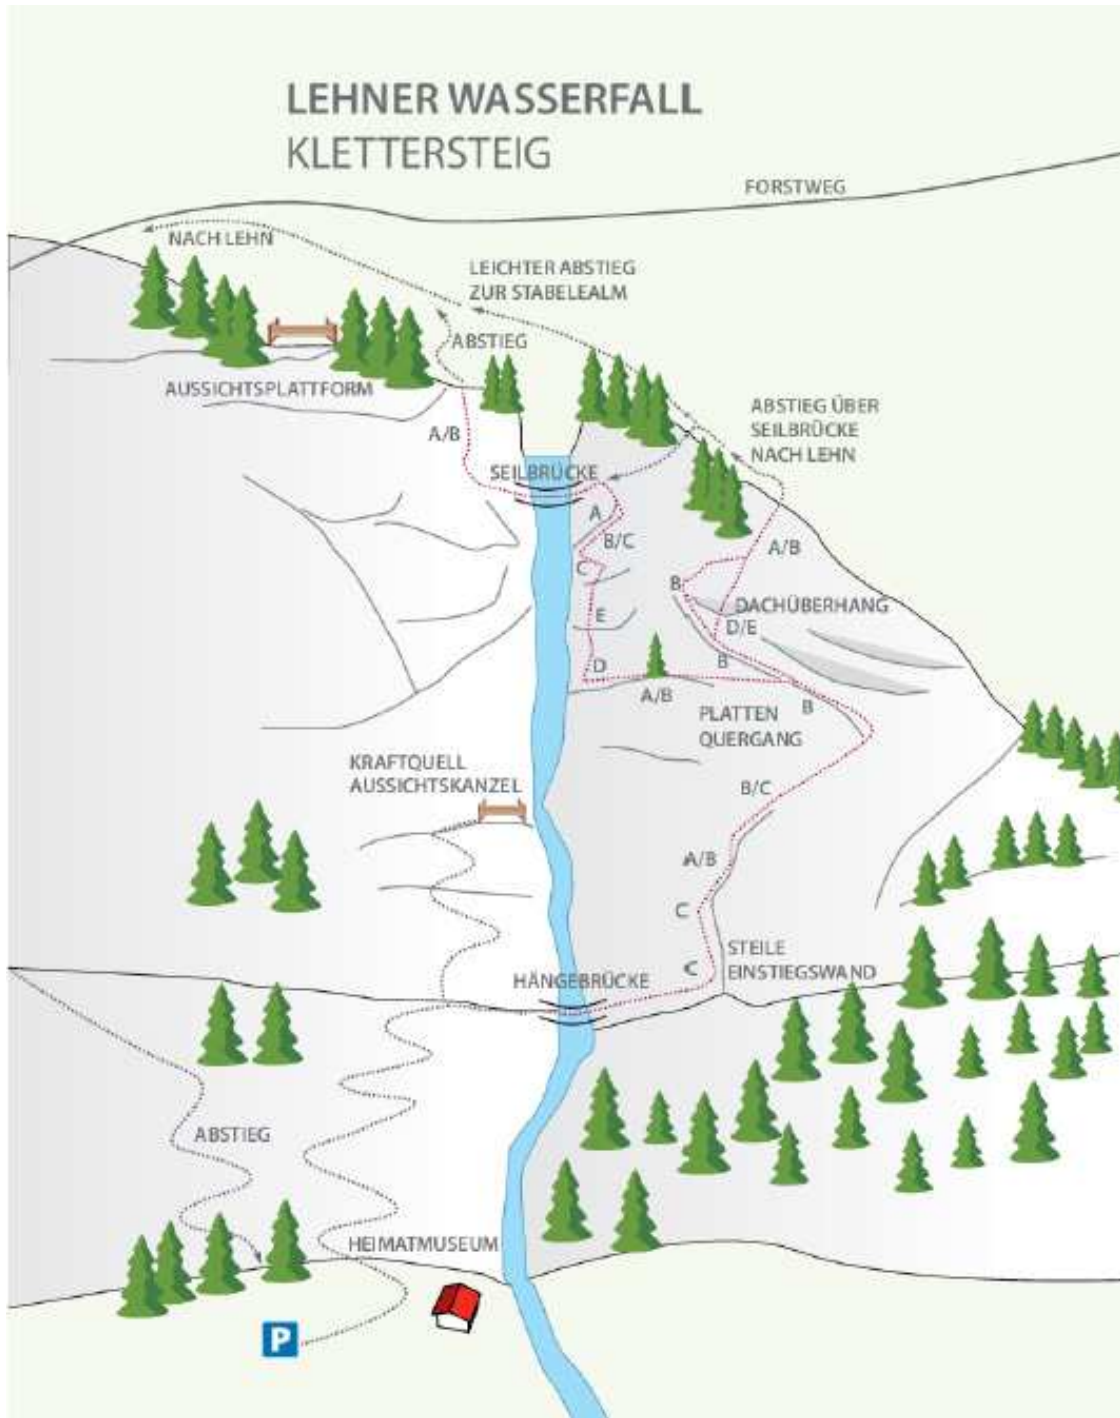 LEHNER WASSERFALL
KLETTERSTEIG
FORSTWEG
NACH LEHN
LEICHTER ABSTIEG
ZUR STABELEALM
ABSTIEG
AUSSICHTSPLATTFORM
ABSTIEG ÜBER
SEILBRÜCKE
NACH LEHN
A/B
SEILBRÜCKE
A
B/C
A/B
C
B
DACHÜBERHANG
E
D/E
B
D
A/B
B
PLATTEN
QUERGANG
KRAFTQUELL
AUSSICHTSKANZEL
B/C
A/B
C
STEILE
EINSTIEGSWAND
C
HÄNGEBRÜCKE
ABSTIEG
HEIMATMUSEUM
P